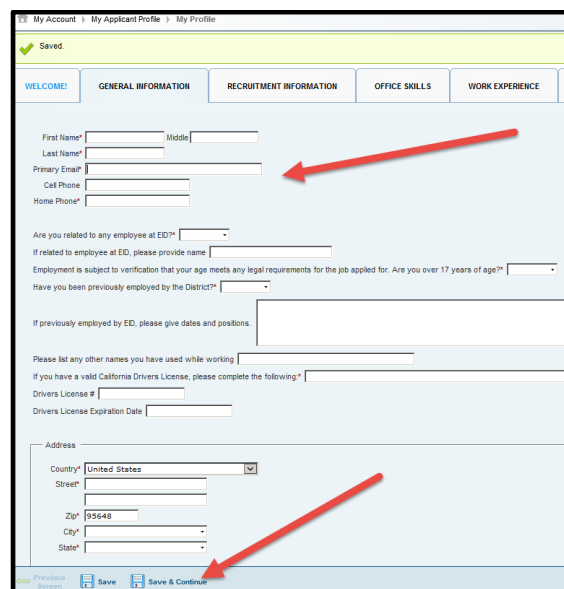 My Account My Applicant Profile My Profile
Saved.
WELCOME! GENERAL INFORMATION RECRUITMENT INFORMATION OFFICE SKILLS WORK EXPERIENCE
First Name* Middle
Last Name*
Primary Email*
Cell Phone
Home Phone*
Are you related to any employee at EID?*
If related to employee at EID, please provide name
Employment is subject to verification that your age meets any legal requirements for the job applied for. Are you over 17 years of age?*
Have you been previously employed by the District?*
If previously employed by EID, please give dates and positions.
Please list any other names you have used while working
If you have a valid California Drivers License, please complete the following:*
Drivers License #
Drivers License Expiration Date
Address
Country* United States
Street*
Zip* 95648
City*
State*
Previous Screen Save Save & Continue